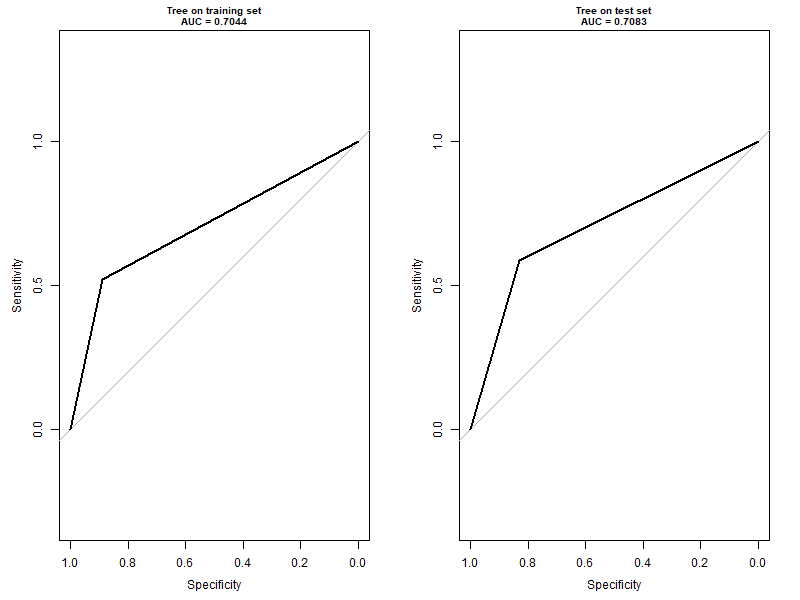 Tree on training set
AUC = 0.7044
1.0
0.5
0.0
Sensitivity
1.0 0.8 0.6 0.4 0.2 0.0
Specificity
Tree on test set
AUC = 0.7083
1.0
0.5
0.0
Sensitivity
1.0 0.8 0.6 0.4 0.2 0.0
Specificity